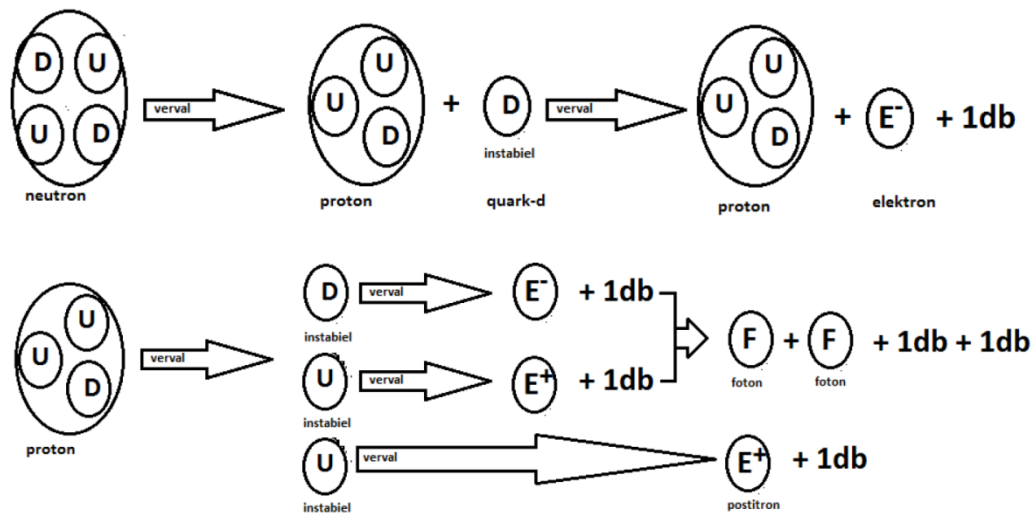 D U
U D
neutron
verval
U
U
D
proton
+
D
instabiel
quark-d
verval
U
U
D
proton
+ E⁻ + 1db
elektron
U
U
D
proton
verval
D
instabiel
verval
E⁻ + 1db
U
instabiel
verval
E⁺ + 1db
F + F + 1db + 1db
foton foton
U
instabiel
verval
E⁺ + 1db
postitron